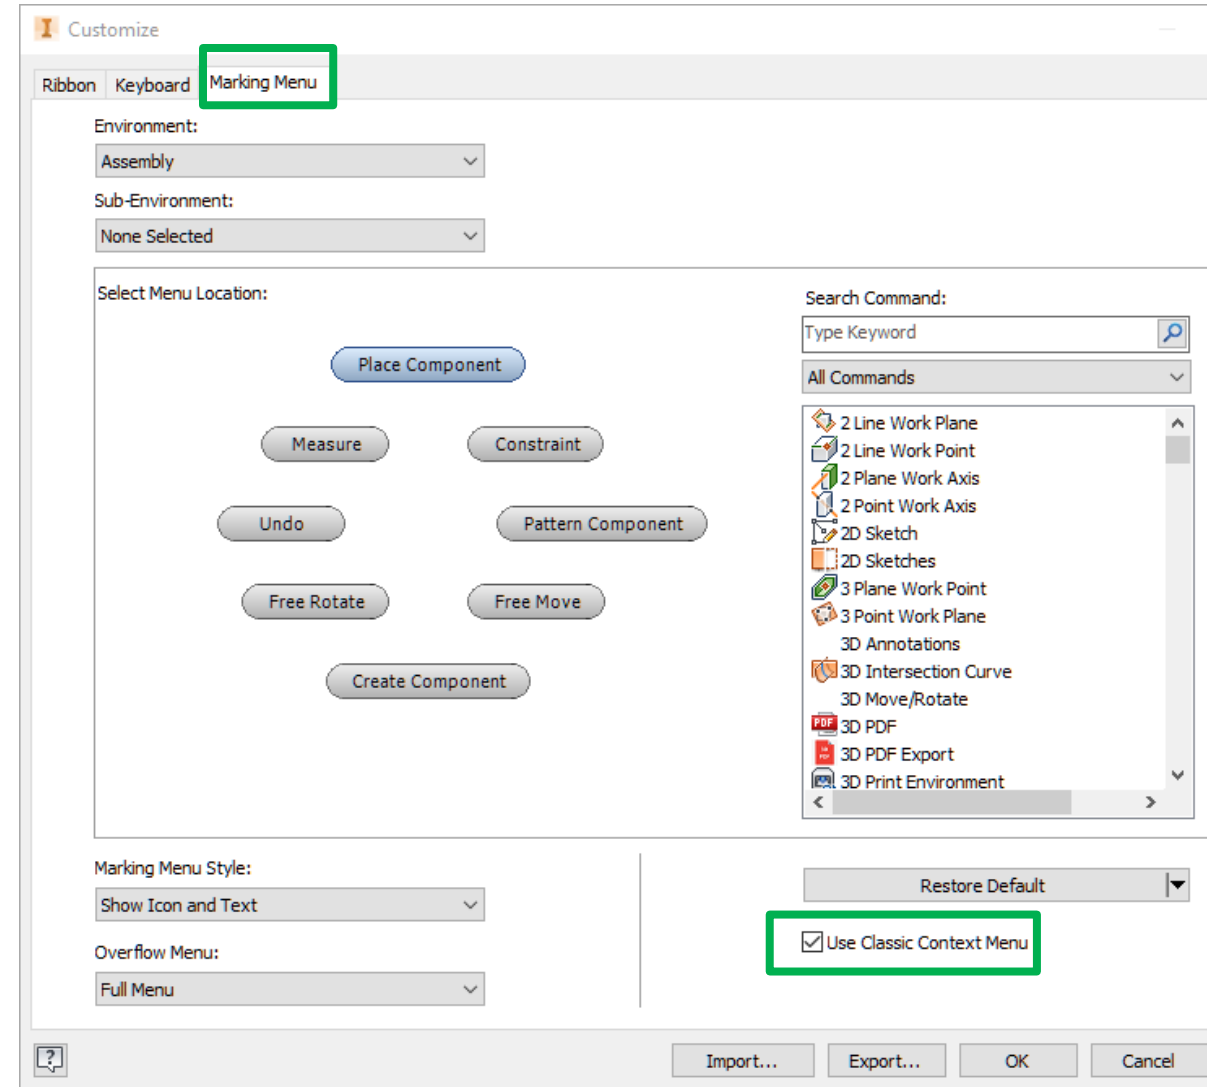 Customize
Ribbon Keyboard Marking Menu
Environment:
Assembly
Sub-Environment:
None Selected
Select Menu Location:
Place Component
Measure Constraint
Undo Pattern Component
Free Rotate Free Move
Create Component
Search Command:
Type Keyword
All Commands
2 Line Work Plane
2 Line Work Point
2 Plane Work Axis
2 Point Work Axis
2D Sketch
2D Sketches
3 Plane Work Point
3 Point Work Plane
3D Annotations
3D Intersection Curve
3D Move/Rotate
PDF 3D PDF
3D PDF Export
3D Print Environment
Marking Menu Style:
Show Icon and Text
Overflow Menu:
Full Menu
Restore Default
Use Classic Context Menu
Import... Export... OK Cancel